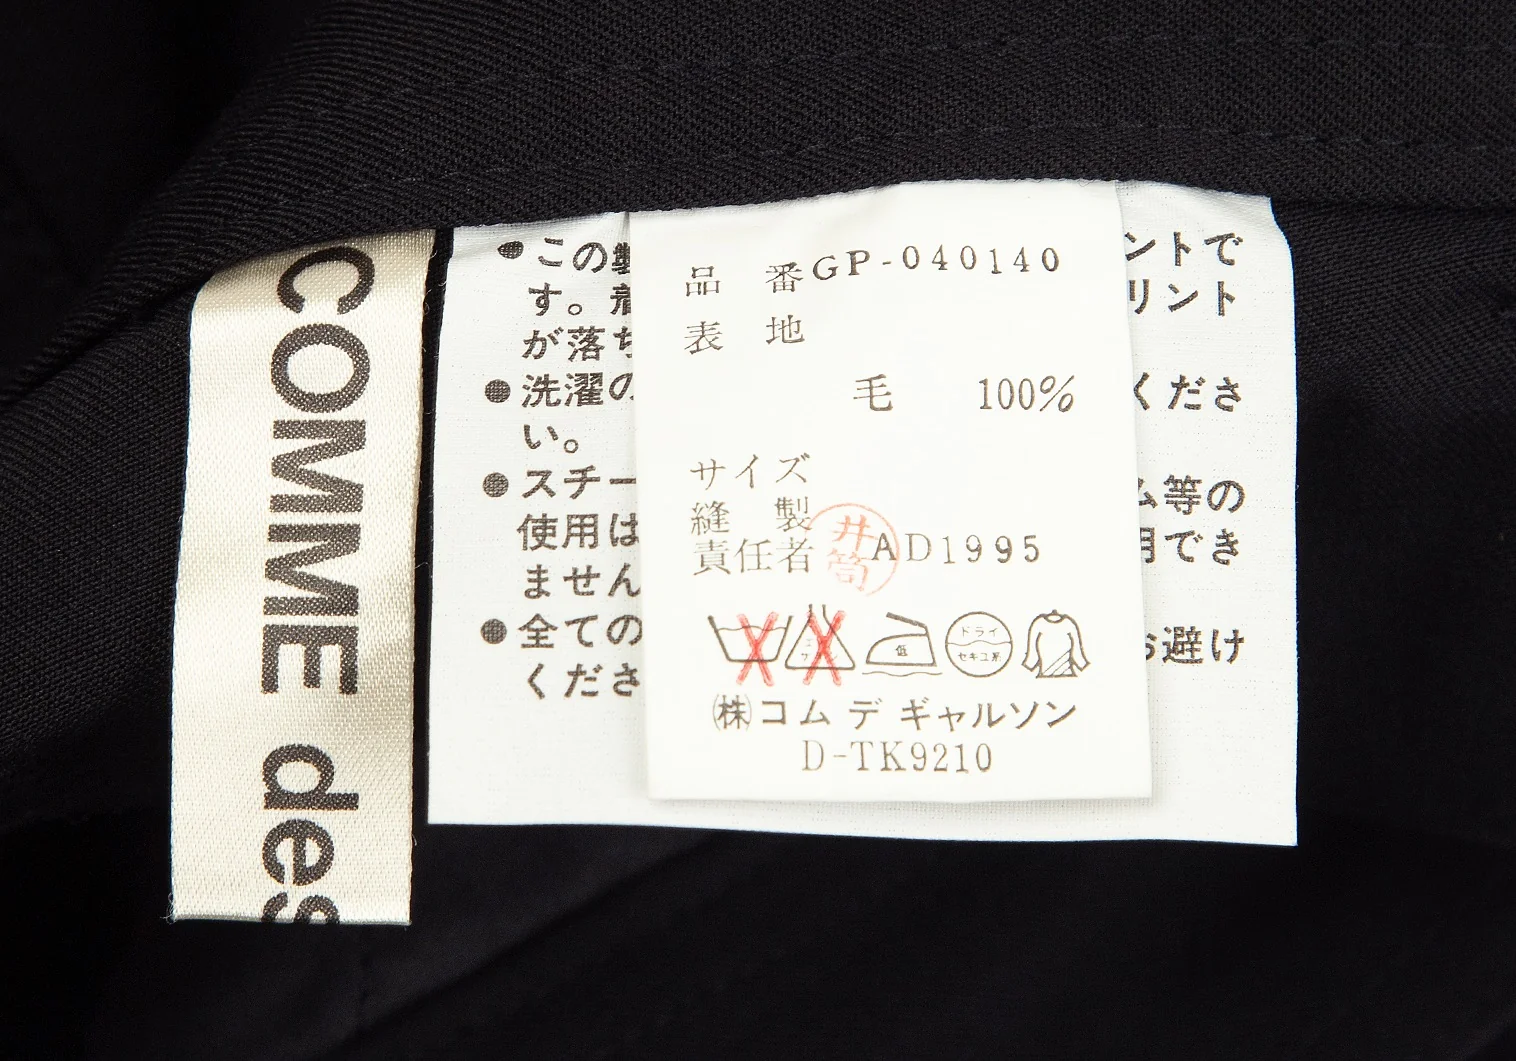 COMME des
● この製
す。着
が落ち
● 洗濯の
い。
● スチー
使用は
ません
● 全ての
くださ
ントで
リント
くださ
ム等の
用でき
お避け
品 番 GP-040140
表 地
毛 100%
サイズ
縫 製
責任者 AD1995
井筒
低
ドライ
セキユ系
㈱コム デ ギャルソン
D-TK9210